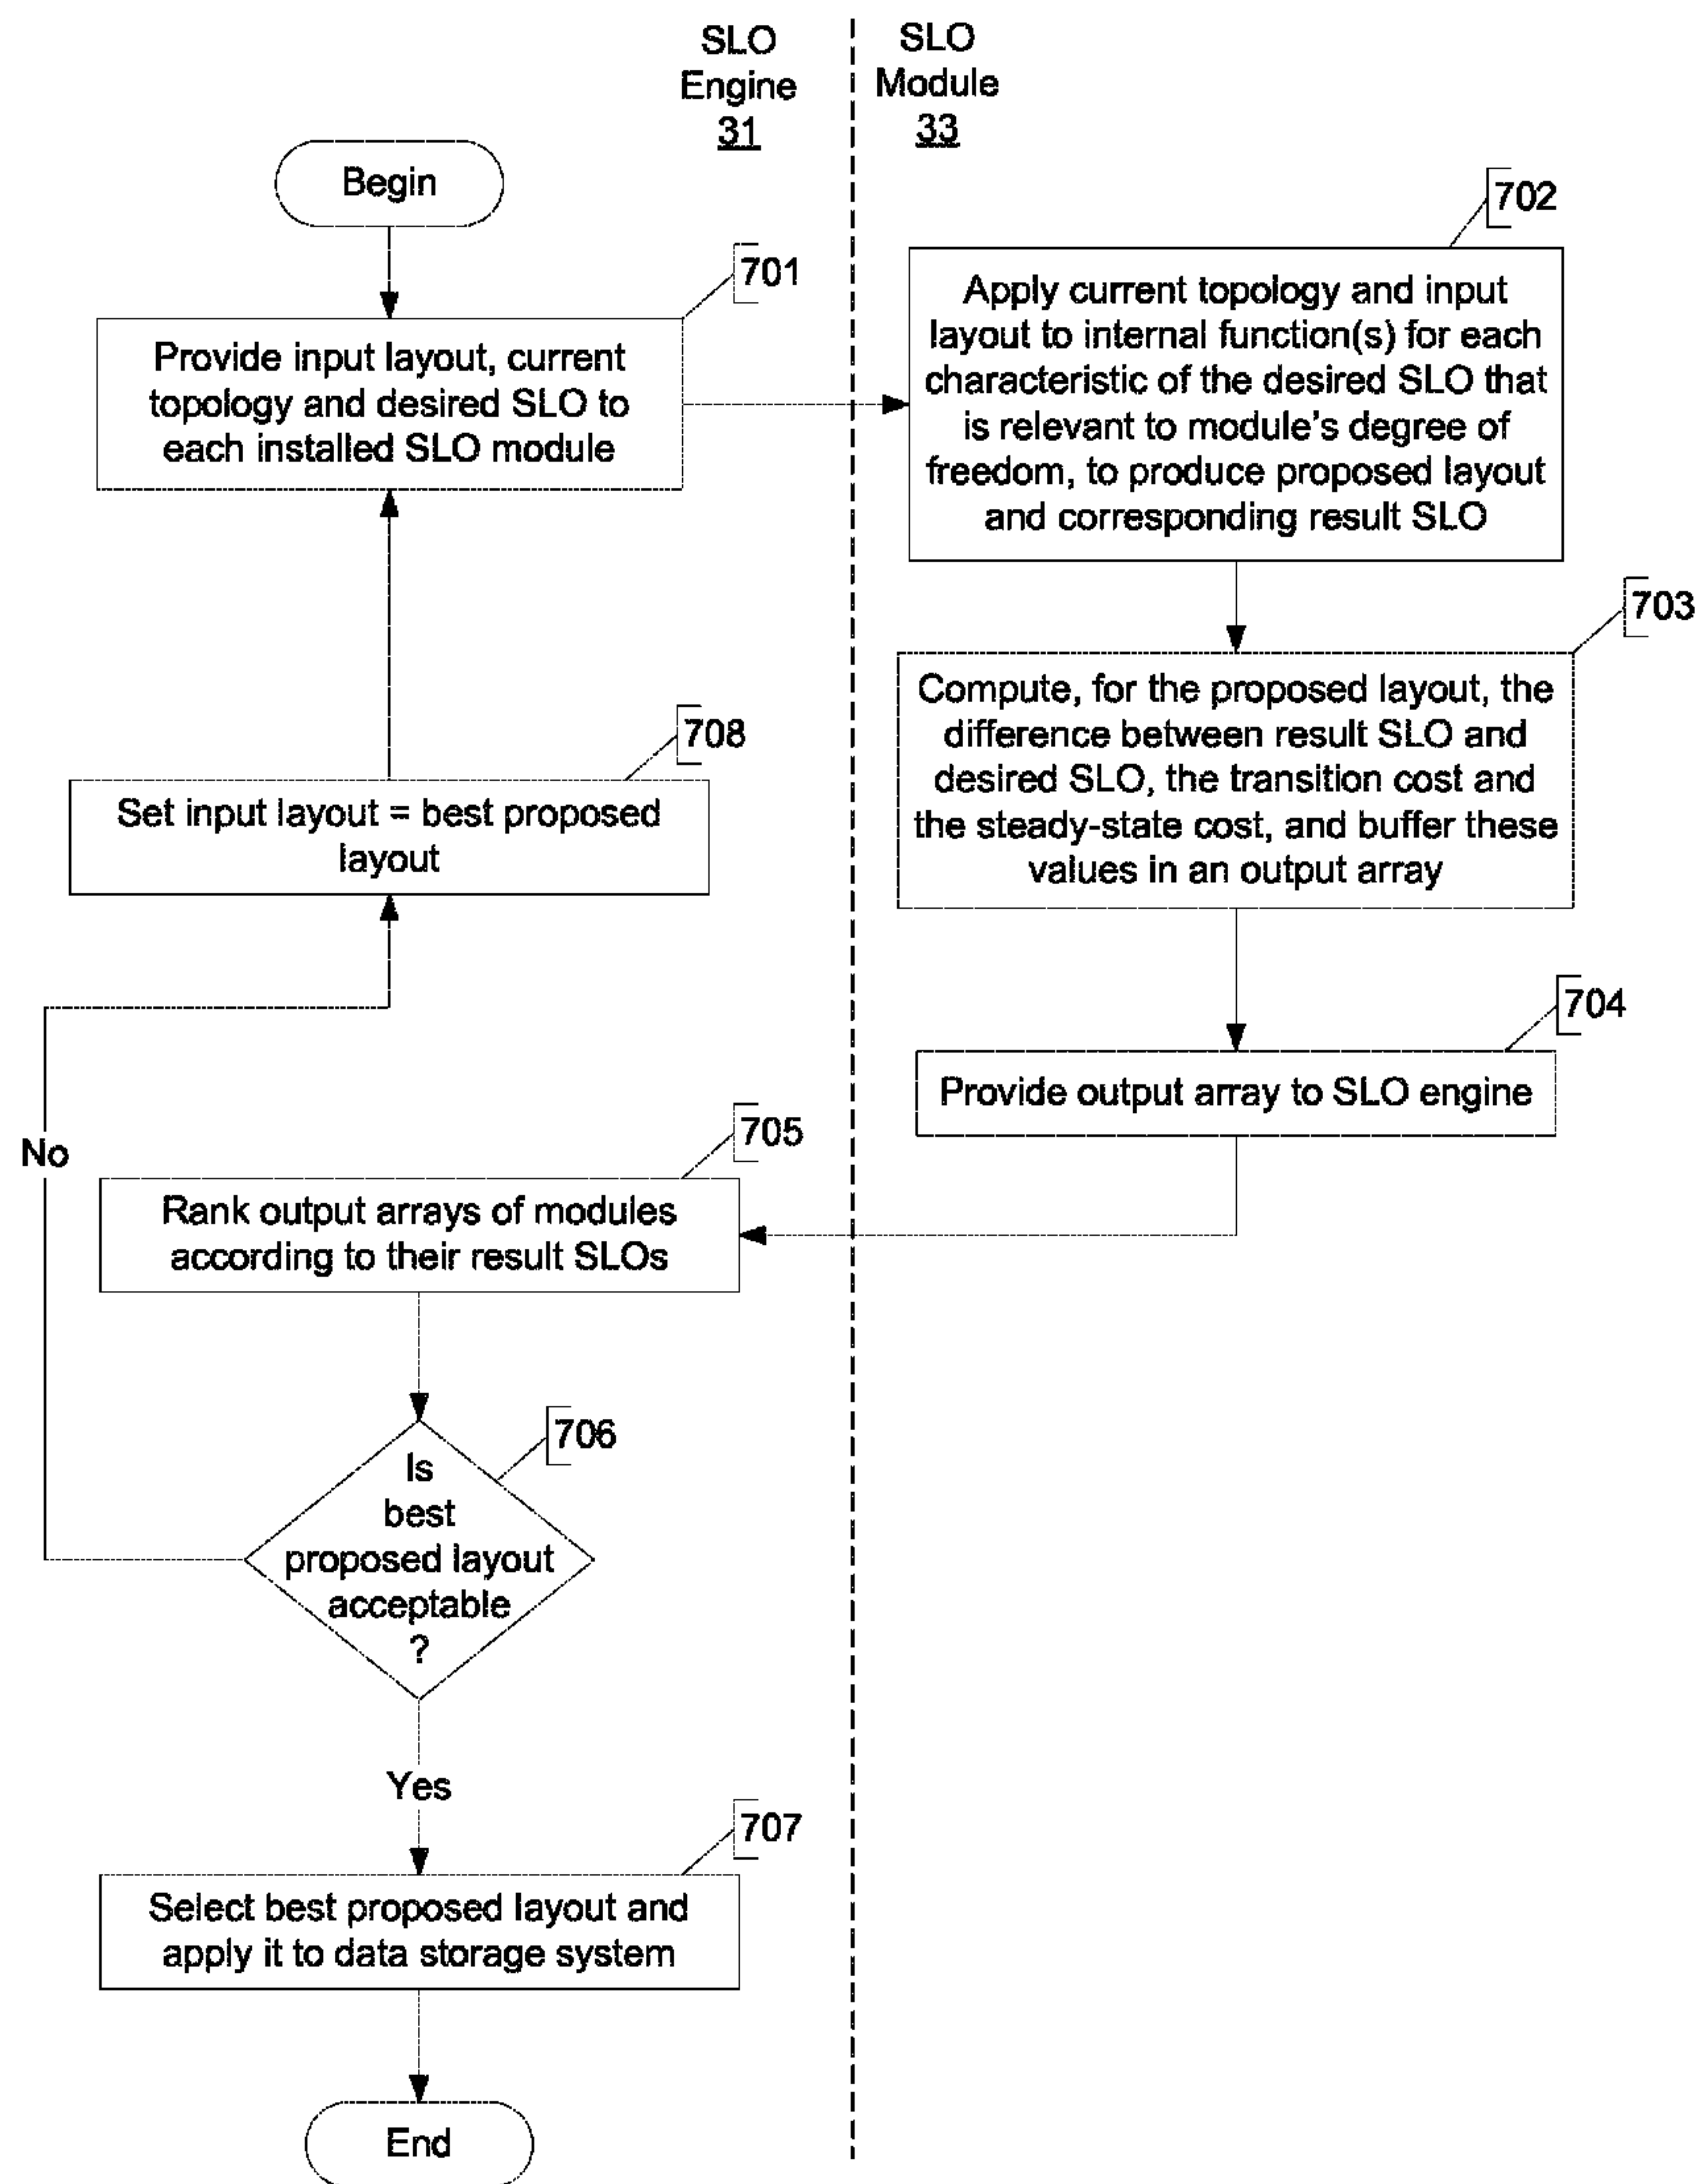 SLO
Engine
31
SLO
Module
33
Begin
701
Provide input layout, current
topology and desired SLO to
each installed SLO module
702
Apply current topology and input
layout to internal function(s) for each
characteristic of the desired SLO that
is relevant to module's degree of
freedom, to produce proposed layout
and corresponding result SLO
703
Compute, for the proposed layout, the
difference between result SLO and
desired SLO, the transition cost and
the steady-state cost, and buffer these
values in an output array
708
Set input layout = best proposed
layout
704
Provide output array to SLO engine
No
705
Rank output arrays of modules
according to their result SLOs
706
Is
best
proposed layout
acceptable
?
Yes
707
Select best proposed layout and
apply it to data storage system
End